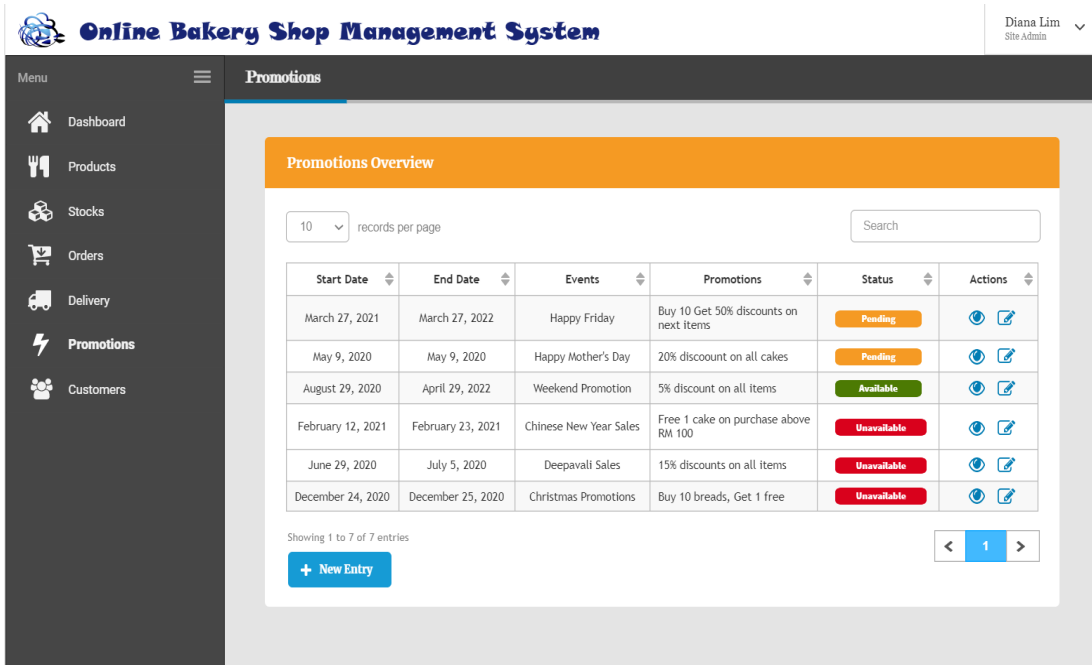 Online Bakery Shop Management System
Diana Lim
Site Admin
Menu
Promotions
Dashboard
Products
Stocks
Orders
Delivery
Promotions
Customers
Promotions Overview
10 records per page
Search
Start Date End Date Events Promotions Status Actions
March 27, 2021 March 27, 2022 Happy Friday Buy 10 Get 50% discounts on
next items Pending
May 9, 2020 May 9, 2020 Happy Mother's Day 20% discoount on all cakes Pending
August 29, 2020 April 29, 2022 Weekend Promotion 5% discount on all items Available
February 12, 2021 February 23, 2021 Chinese New Year Sales Free 1 cake on purchase above
RM 100 Unavailable
June 29, 2020 July 5, 2020 Deepavali Sales 15% discounts on all items Unavailable
December 24, 2020 December 25, 2020 Christmas Promotions Buy 10 breads, Get 1 free Unavailable
Showing 1 to 7 of 7 entries
< 1 >
+ New Entry